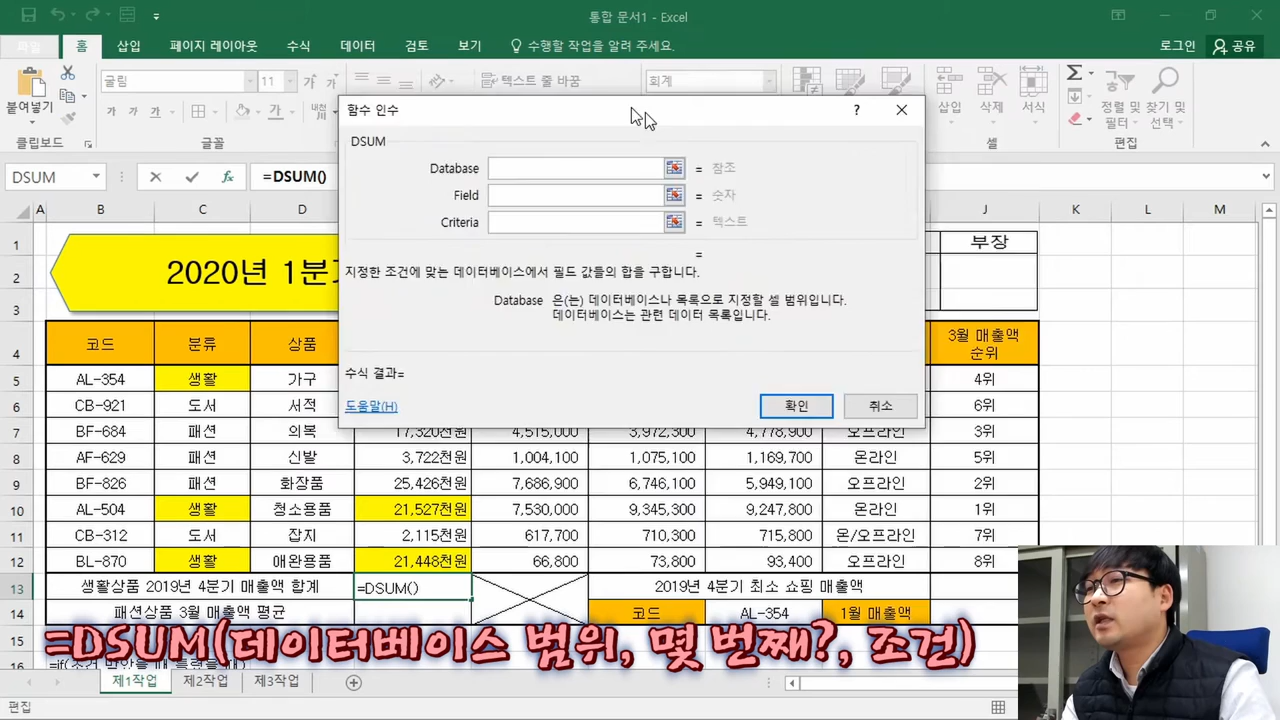 통합 문서1 - Excel
파일 홈 삽입 페이지 레이아웃 수식 데이터 검토 보기 수행할 작업을 알려 주세요. 로그인 공유
붙여넣기 굴림 11 가 가 텍스트 줄 바꿈 회계 삽입 삭제 서식 정렬 및 필터 찾기 및 선택
가 가 가 가 내천
클립보드 글꼴 셀 편집
DSUM =DSUM()
함수 인수
DSUM
Database = 참조
Field = 숫자
Criteria = 텍스트
=
지정한 조건에 맞는 데이터베이스에서 필드 값들의 합을 구합니다.
Database 은(는) 데이터베이스나 목록으로 지정할 셀 범위입니다.
데이터베이스는 관련 데이터 목록입니다.
수식 결과=
도움말(H) 확인 취소
A B C D J K L M
1 부장
2 2020년 1분기
3
4 코드 분류 상품 3월 매출액 순위
5 AL-354 생활 가구 4위
6 CB-921 도서 서적 6위
7 BF-684 패션 의복 17,320천원 4,515,000 3,972,300 4,778,900 오프라인 3위
8 AF-629 패션 신발 3,722천원 1,004,100 1,075,100 1,169,700 온라인 5위
9 BF-826 패션 화장품 25,426천원 7,686,900 6,746,100 5,949,100 오프라인 2위
10 AL-504 생활 청소용품 21,527천원 7,530,000 9,345,300 9,247,800 온라인 1위
11 CB-312 도서 잡지 2,115천원 617,700 710,300 715,800 온/오프라인 7위
12 BL-870 생활 애완용품 21,448천원 66,800 73,800 93,400 오프라인 8위
13 생활상품 2019년 4분기 매출액 합계 =DSUM() 2019년 4분기 최소 쇼핑 매출액
14 패션상품 3월 매출액 평균 코드 AL-354 1월 매출액
15 =DSUM(데이터베이스 범위, 몇 번째?, 조건)
16
제1작업 제2작업 제3작업
편집